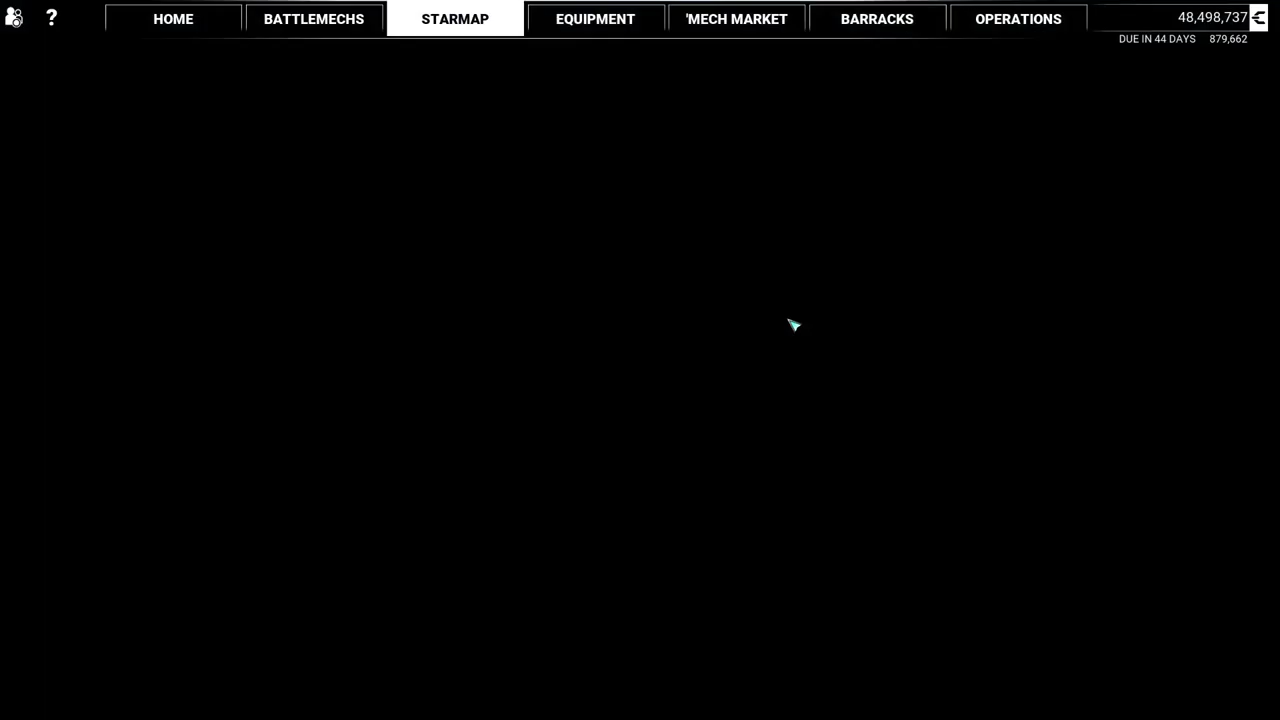 ?
HOME
BATTLEMECHS
STARMAP
EQUIPMENT
'MECH MARKET
BARRACKS
OPERATIONS
48,498,737
DUE IN 44 DAYS 879,662